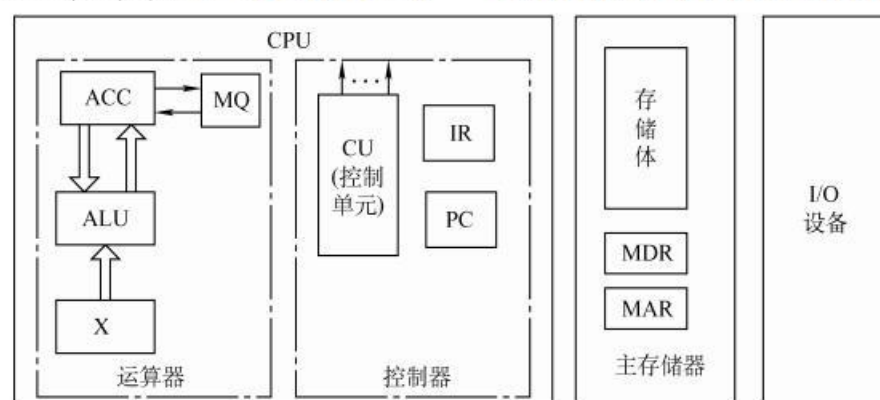 CPU
ACC
MQ
ALU
X
运算器
...
CU
(控制
单元)
IR
PC
控制器
存
储
体
MDR
MAR
主存储器
I/O
设备